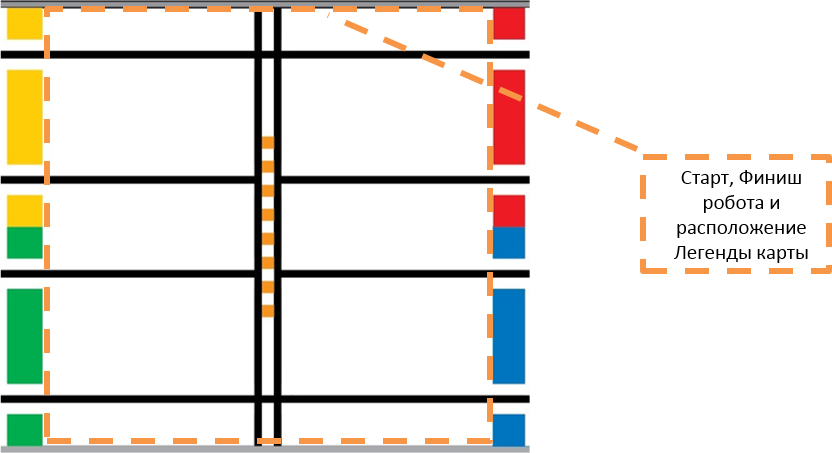 Старт, Финиш
робота и
расположение
Легенды карты